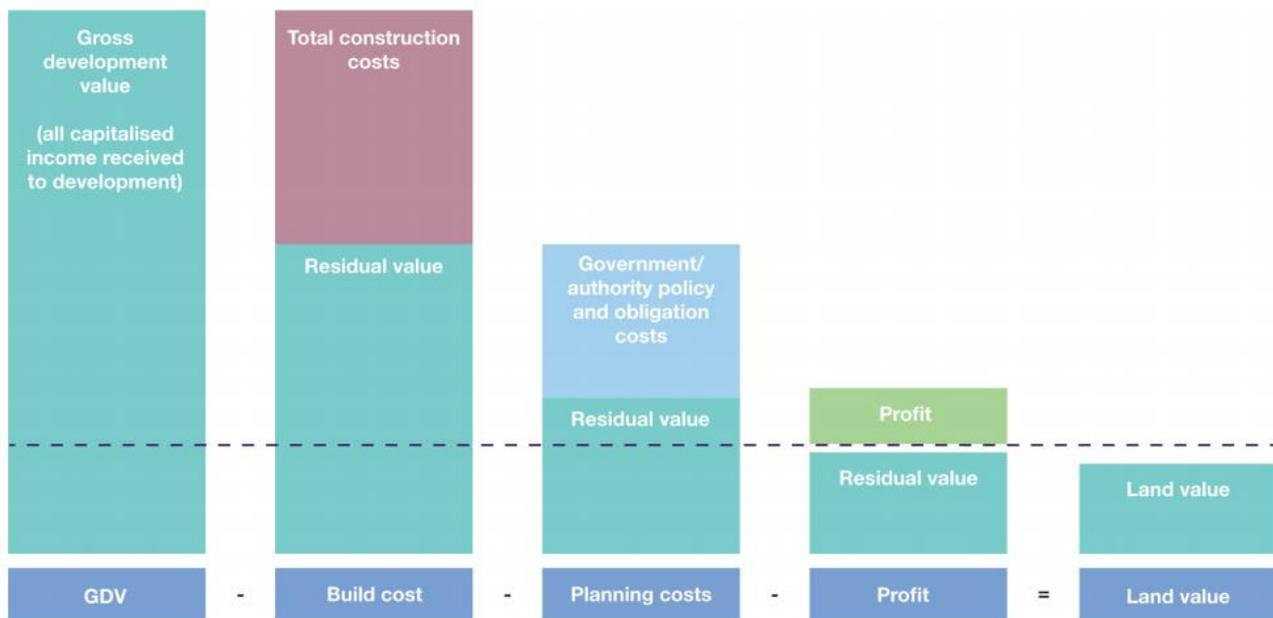 Gross
development
value
(all capitalised
income received
to development)
Total construction
costs
Residual value
Government/
authority policy
and obligation
costs
Residual value
Profit
Residual value
Land value
GDV - Build cost - Planning costs - Profit = Land value